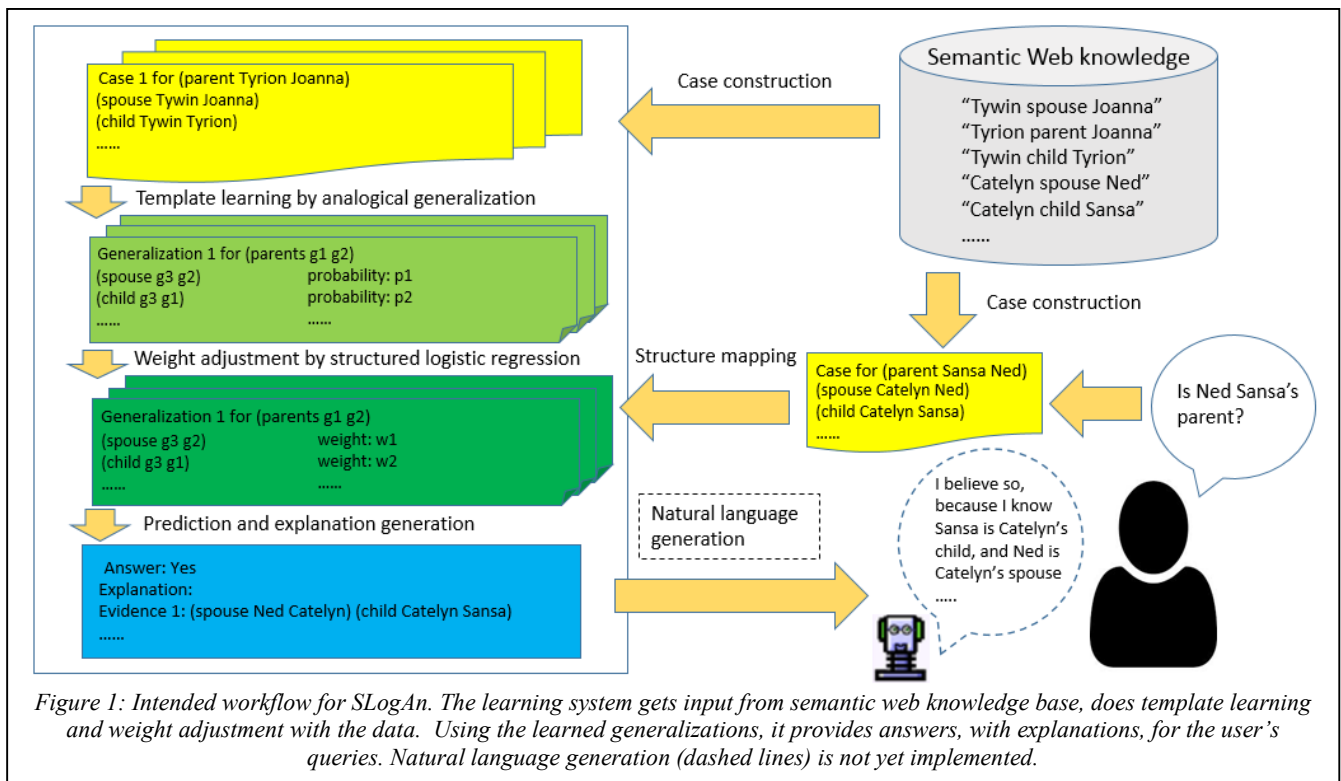 Case 1 for (parent Tyrion Joanna)
(spouse Tywin Joanna)
(child Tywin Tyrion)
......
Case construction
Semantic Web knowledge
“Tywin spouse Joanna”
“Tyrion parent Joanna”
“Tywin child Tyrion”
“Catelyn spouse Ned”
“Catelyn child Sansa”
......
Template learning by analogical generalization
Generalization 1 for (parents g1 g2)
(spouse g3 g2) probability: p1
(child g3 g1) probability: p2
...... ......
Case construction
Weight adjustment by structured logistic regression
Structure mapping
Case for (parent Sansa Ned)
(spouse Catelyn Ned)
(child Catelyn Sansa)
......
Is Ned Sansa’s
parent?
Generalization 1 for (parents g1 g2)
(spouse g3 g2) weight: w1
(child g3 g1) weight: w2
...... ......
Prediction and explanation generation
Natural language
generation
I believe so,
because I know
Sansa is Catelyn’s
child, and Ned is
Catelyn’s spouse
.....
Answer: Yes
Explanation:
Evidence 1: (spouse Ned Catelyn) (child Catelyn Sansa)
......
Figure 1: Intended workflow for SLogAn. The learning system gets input from semantic web knowledge base, does template learning
and weight adjustment with the data. Using the learned generalizations, it provides answers, with explanations, for the user’s
queries. Natural language generation (dashed lines) is not yet implemented.